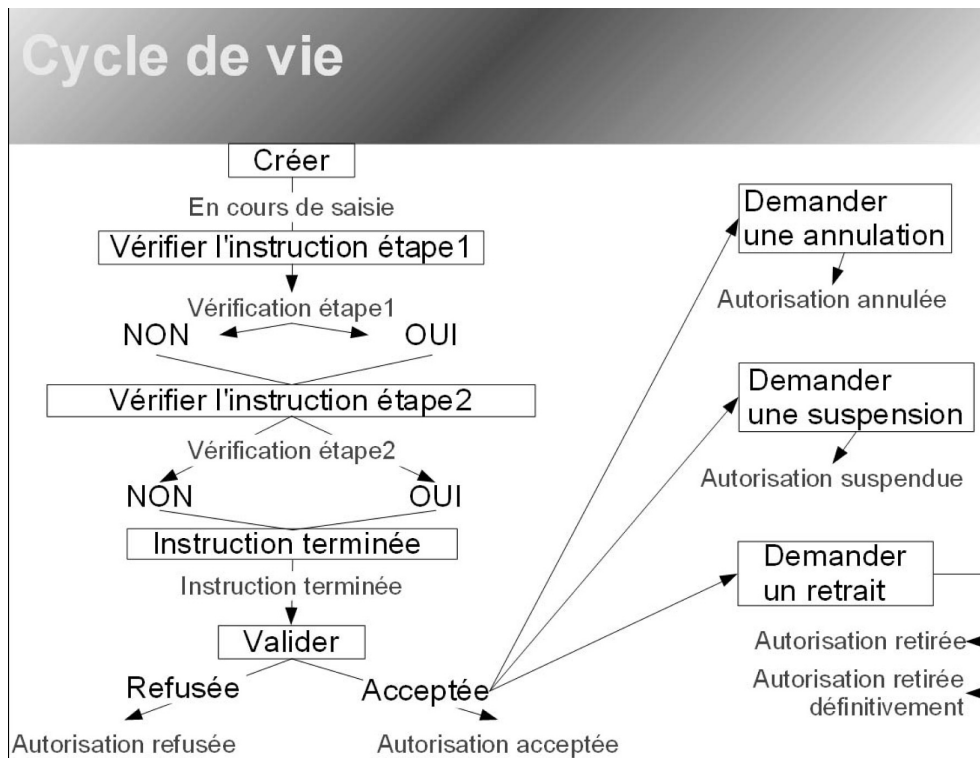 Cycle de vie
Créer
En cours de saisie
Vérifier l'instruction étape1
Vérification étape1
NON
OUI
Vérifier l'instruction étape2
Vérification étape2
NON
OUI
Instruction terminée
Instruction terminée
Valider
Refusée
Acceptée
Autorisation refusée
Autorisation acceptée
Demander
une annulation
Autorisation annulée
Demander
une suspension
Autorisation suspendue
Demander
un retrait
Autorisation retirée
Autorisation retirée
définitivement